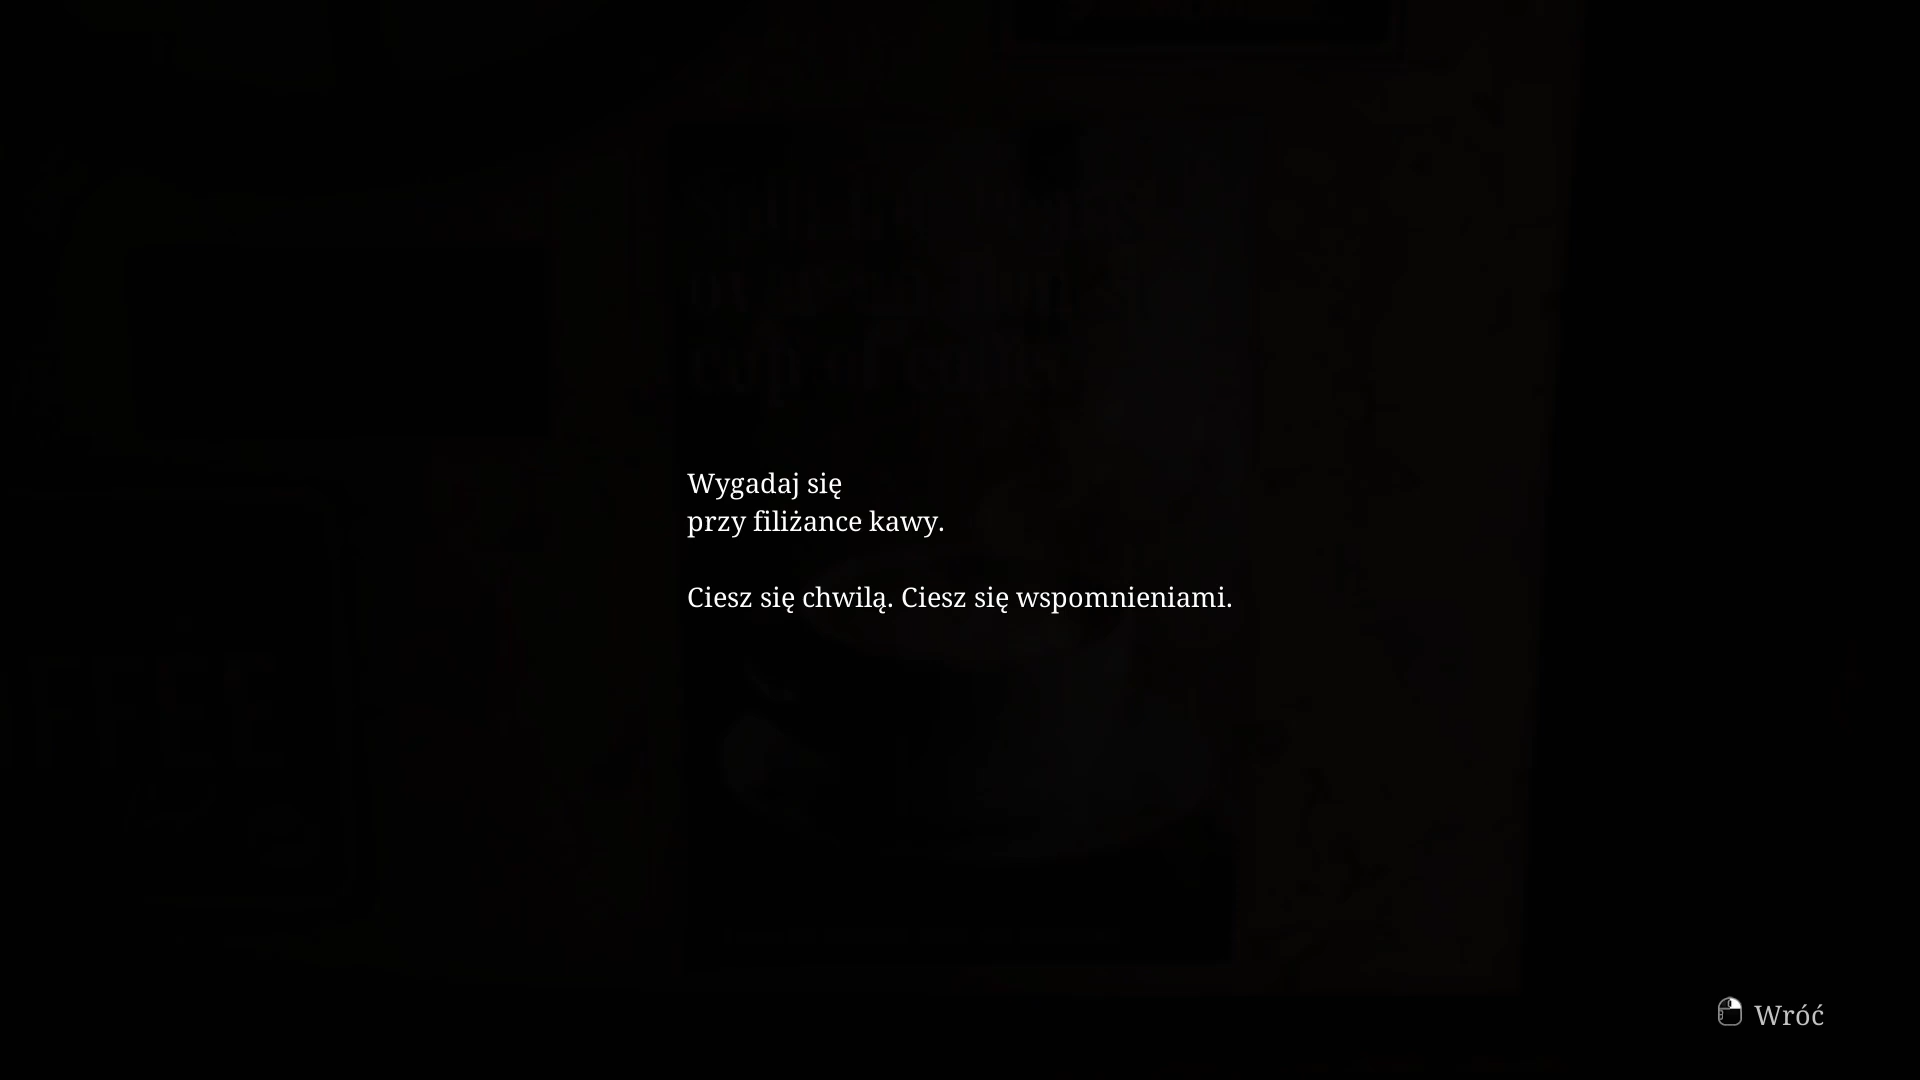 Wygadaj się
przy filiżance kawy.
Ciesz się chwilą. Ciesz się wspomnieniami.
Wróć